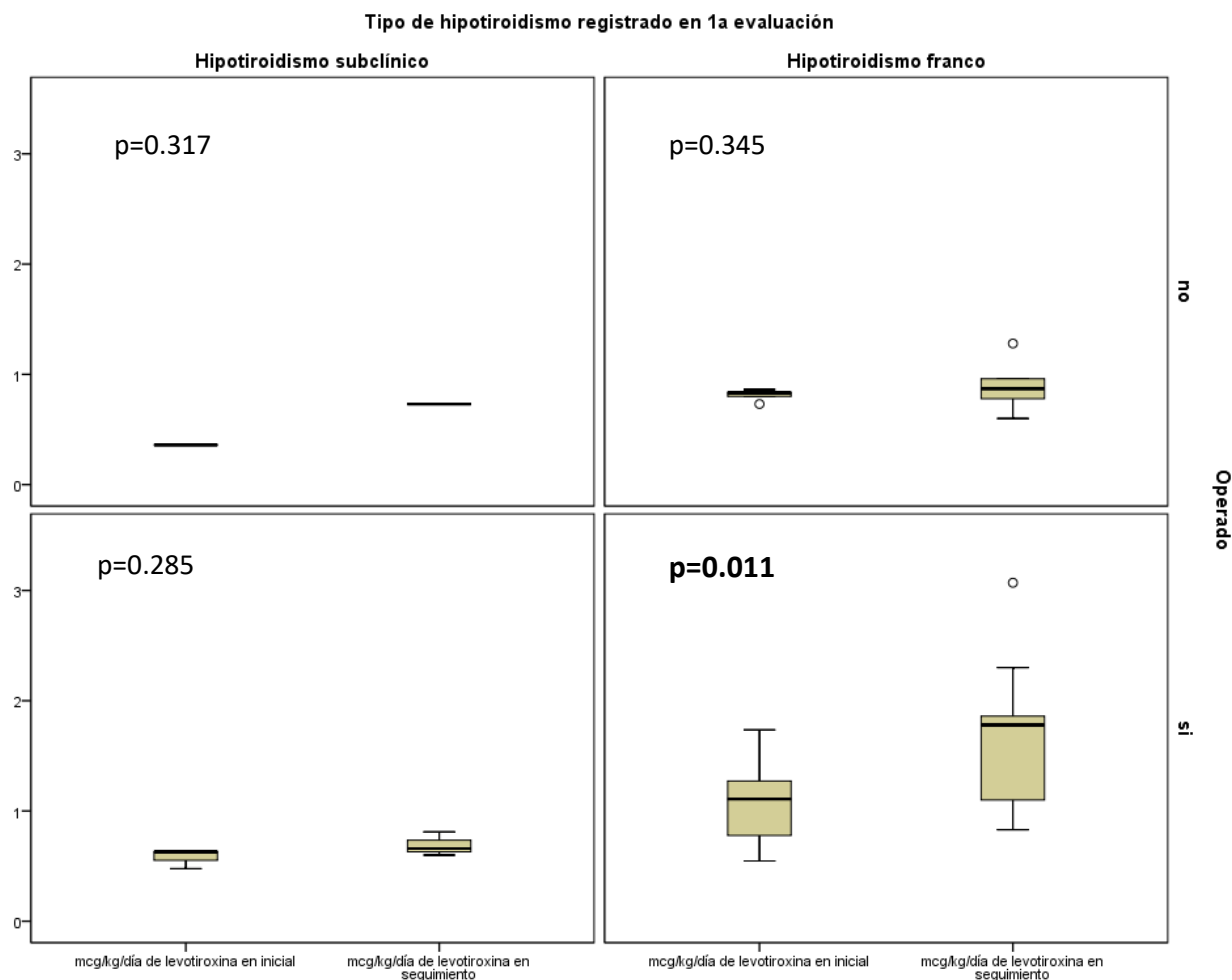 Tipo de hipotiroidismo registrado en 1a evaluación
Hipotiroidismo subclínico
Hipotiroidismo franco
p=0.317
p=0.345
3
2
1
0
no
Operado
p=0.285
p=0.011
3
2
1
0
si
mcg/kg/día de levotiroxina en inicial
mcg/kg/día de levotiroxina en
seguimiento
mcg/kg/día de levotiroxina en inicial
mcg/kg/día de levotiroxina en
seguimiento